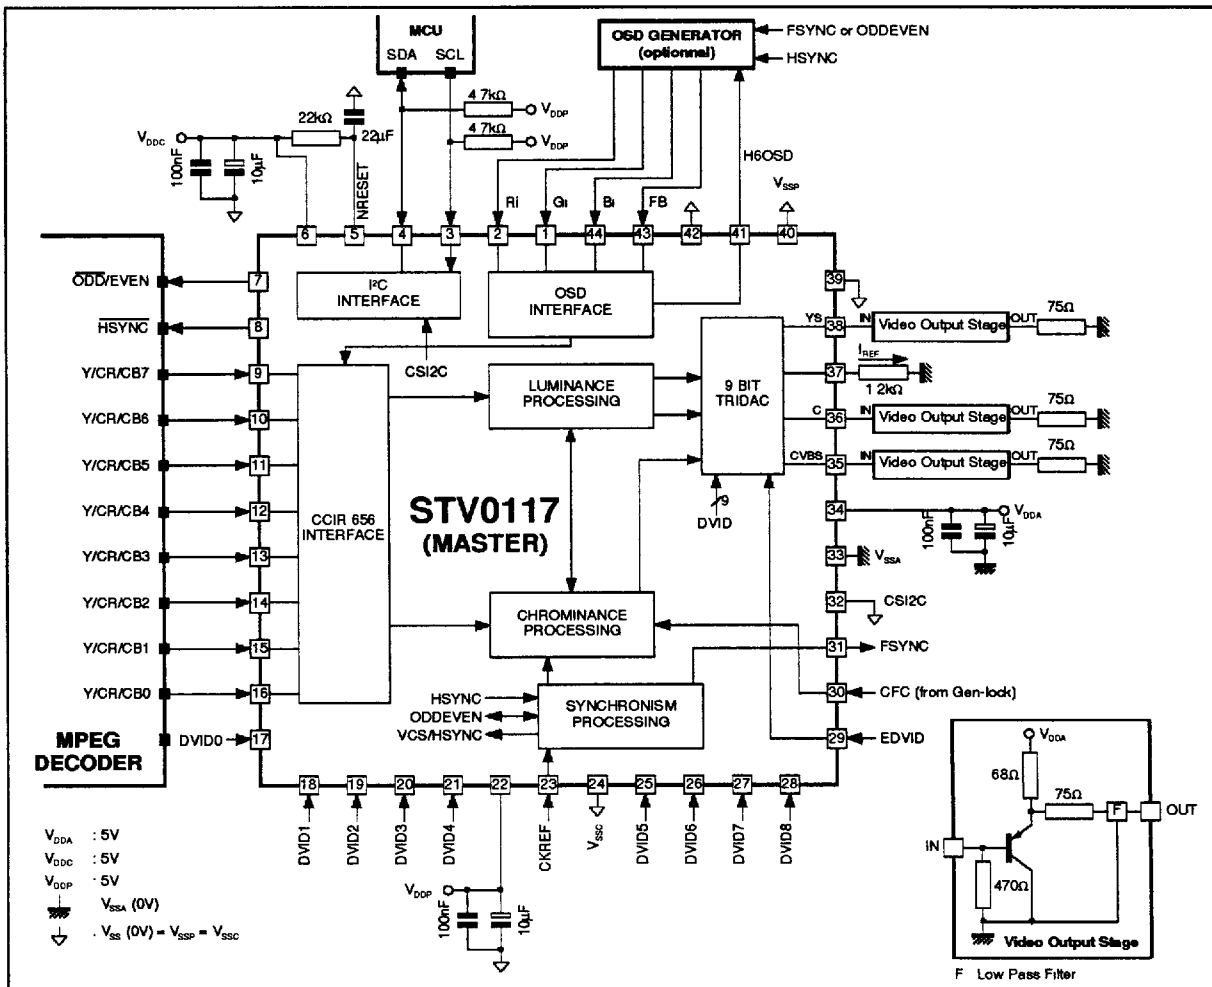 MCU
SDA SCL
OSD GENERATOR
(optionnel)
FSYNC or ODDEVEN
HSYNC
4 7kΩ
VDDP
4 7kΩ
VDDP
22kΩ
22µF
VDDC
100nF
10µF
NRESET
Ri
Gi
Bi
FB
H6OSD
VSSP
6 5 4 3 2 1 44 43 42 41 40
ODD/EVEN
7
I²C
INTERFACE
OSD
INTERFACE
39
HSYNC
8
YS
38
IN
Video Output Stage
OUT
75Ω
CSI2C
IREF
Y/CR/CB7
9
LUMINANCE
PROCESSING
9 BIT
TRIDAC
37
1 2kΩ
Y/CR/CB6
10
C
36
IN
Video Output Stage
OUT
75Ω
Y/CR/CB5
11
CVBS
35
IN
Video Output Stage
OUT
75Ω
Y/CR/CB4
12
CCIR 656
INTERFACE
STV0117
(MASTER)
9
DVID
34
100nF
10µF
VDDA
Y/CR/CB3
13
33
VSSA
Y/CR/CB2
14
CHROMINANCE
PROCESSING
32
CSI2C
Y/CR/CB1
15
31
FSYNC
Y/CR/CB0
16
HSYNC
ODDEVEN
VCS/HSYNC
SYNCHRONISM
PROCESSING
30
CFC (from Gen-lock)
MPEG
DECODER
DVID0
17
29
EDVID
18 19 20 21 22 23 24 25 26 27 28
DVID1
DVID2
DVID3
DVID4
CKREF
VSSC
DVID5
DVID6
DVID7
DVID8
VDDP
100nF
10µF
VDDA : 5V
VDDC : 5V
VDDP · 5V
VSSA (0V)
. VSS (0V) = VSSP = VSSC
VDDA
68Ω
75Ω
F
OUT
IN
470Ω
Video Output Stage
F Low Pass Filter